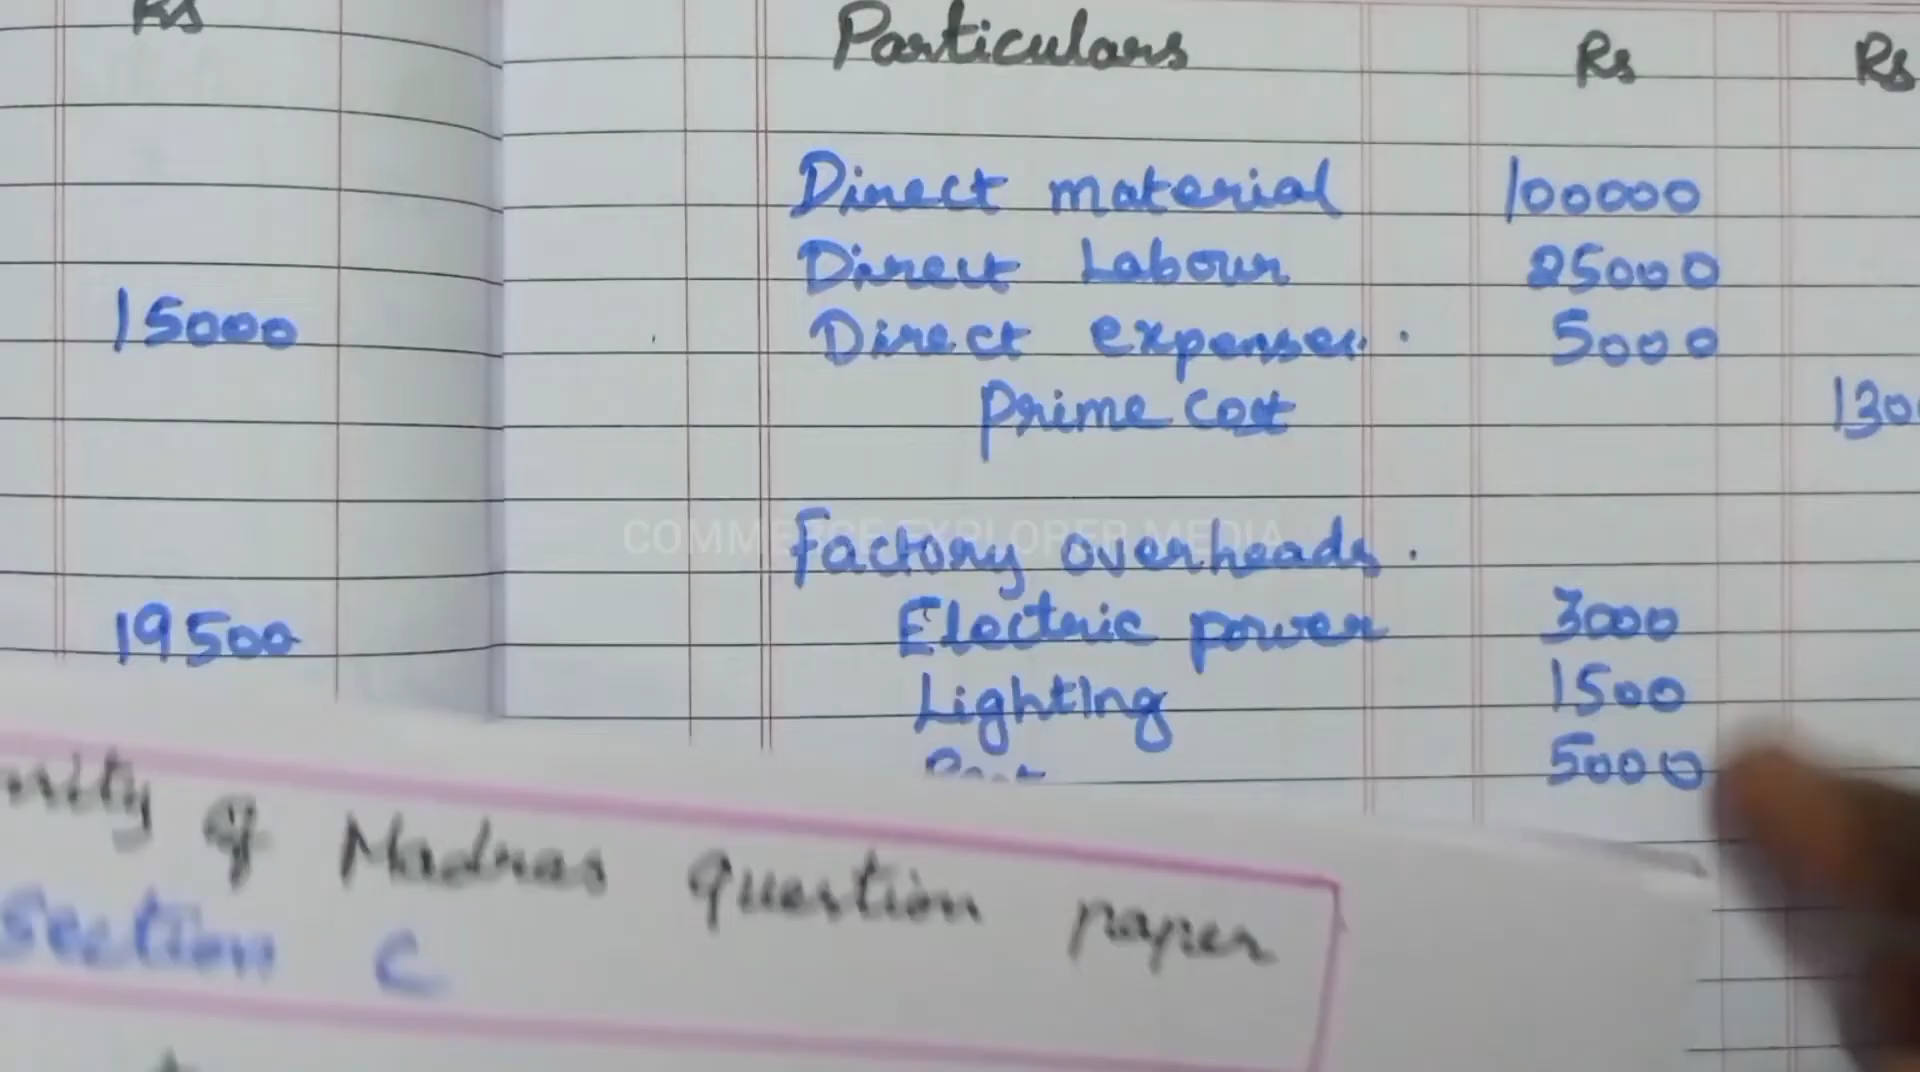 Rs
15000
19500
Particulars Rs Rs
Direct material 100000
Direct Labour 25000
Direct expenses. 5000
Prime cost 130
COMMERCE EXPLORER MEDIA
Factory overheads.
Electric power 3000
Lighting 1500
5000
of Madras Question paper
Section C